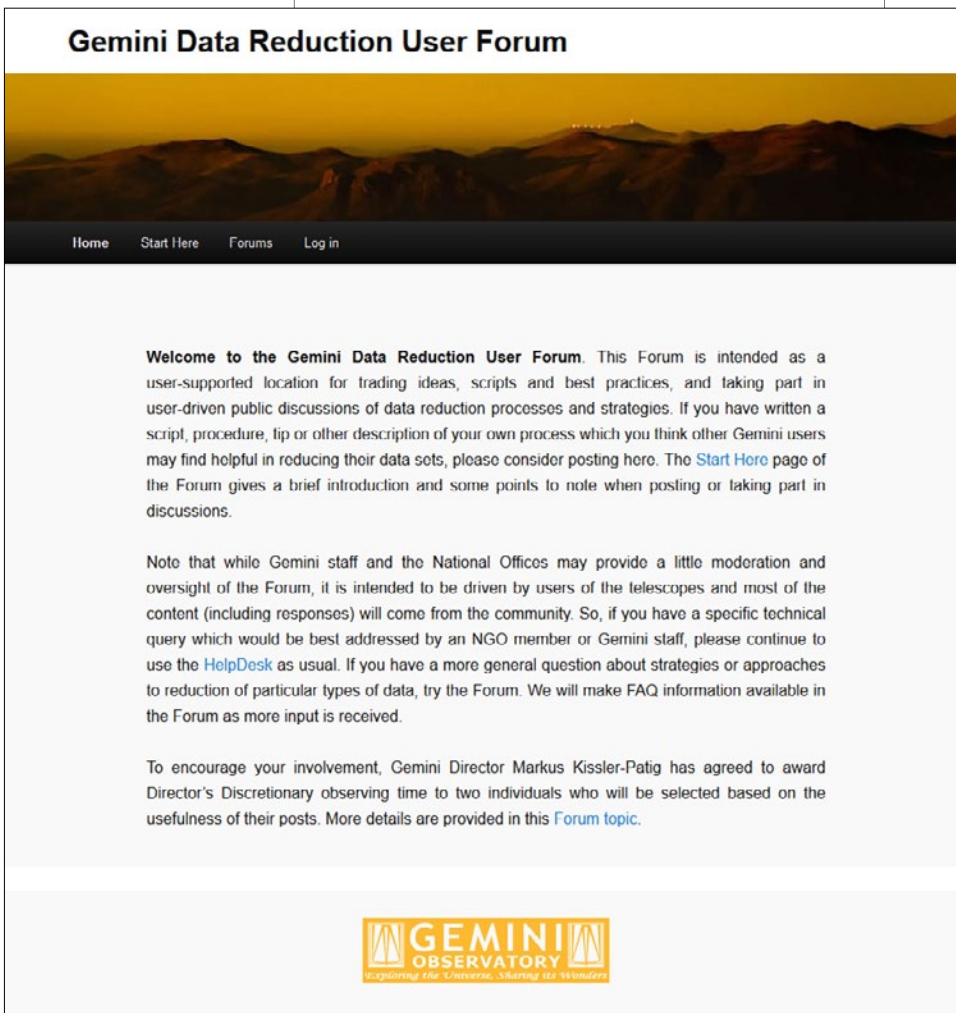 Gemini Data Reduction User Forum
Home Start Here Forums Log in
Welcome to the Gemini Data Reduction User Forum. This Forum is intended as a
user-supported location for trading ideas, scripts and best practices, and taking part in
user-driven public discussions of data reduction processes and strategies. If you have written a
script, procedure, tip or other description of your own process which you think other Gemini users
may find helpful in reducing their data sets, please consider posting here. The Start Here page of
the Forum gives a brief introduction and some points to note when posting or taking part in
discussions.
Note that while Gemini staff and the National Offices may provide a little moderation and
oversight of the Forum, it is intended to be driven by users of the telescopes and most of the
content (including responses) will come from the community. So, if you have a specific technical
query which would be best addressed by an NGO member or Gemini staff, please continue to
use the HelpDesk as usual. If you have a more general question about strategies or approaches
to reduction of particular types of data, try the Forum. We will make FAQ information available in
the Forum as more input is received.
To encourage your involvement, Gemini Director Markus Kissler-Patig has agreed to award
Director's Discretionary observing time to two individuals who will be selected based on the
usefulness of their posts. More details are provided in this Forum topic.
GEMINI
OBSERVATORY
Exploring the Universe, Sharing its Wonders